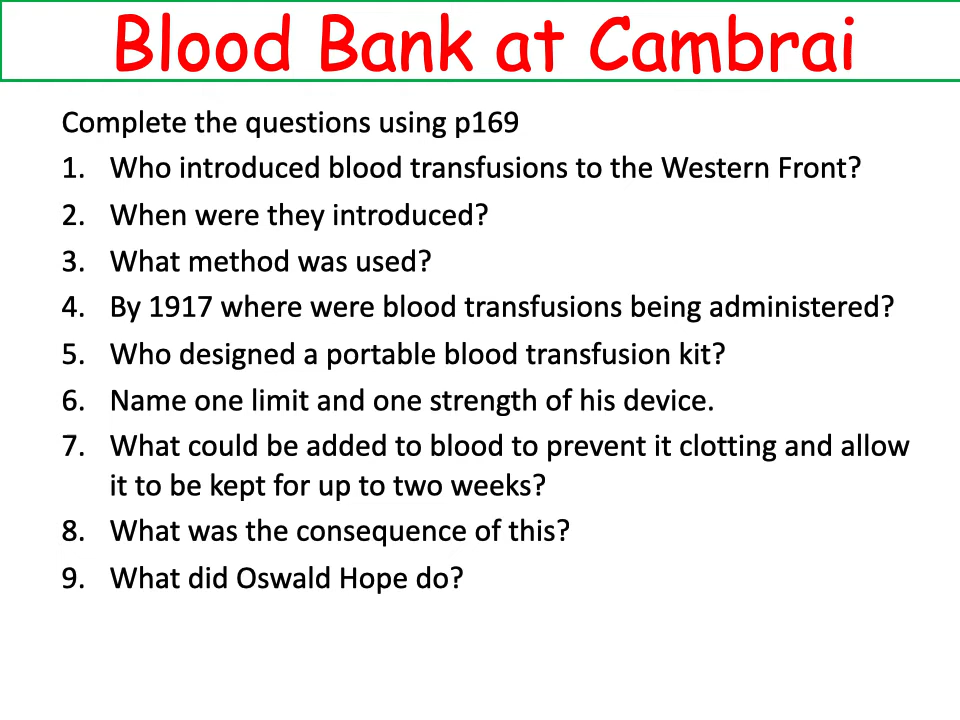 Blood Bank at Cambrai
Complete the questions using p169
1. Who introduced blood transfusions to the Western Front?
2. When were they introduced?
3. What method was used?
4. By 1917 where were blood transfusions being administered?
5. Who designed a portable blood transfusion kit?
6. Name one limit and one strength of his device.
7. What could be added to blood to prevent it clotting and allow
it to be kept for up to two weeks?
8. What was the consequence of this?
9. What did Oswald Hope do?